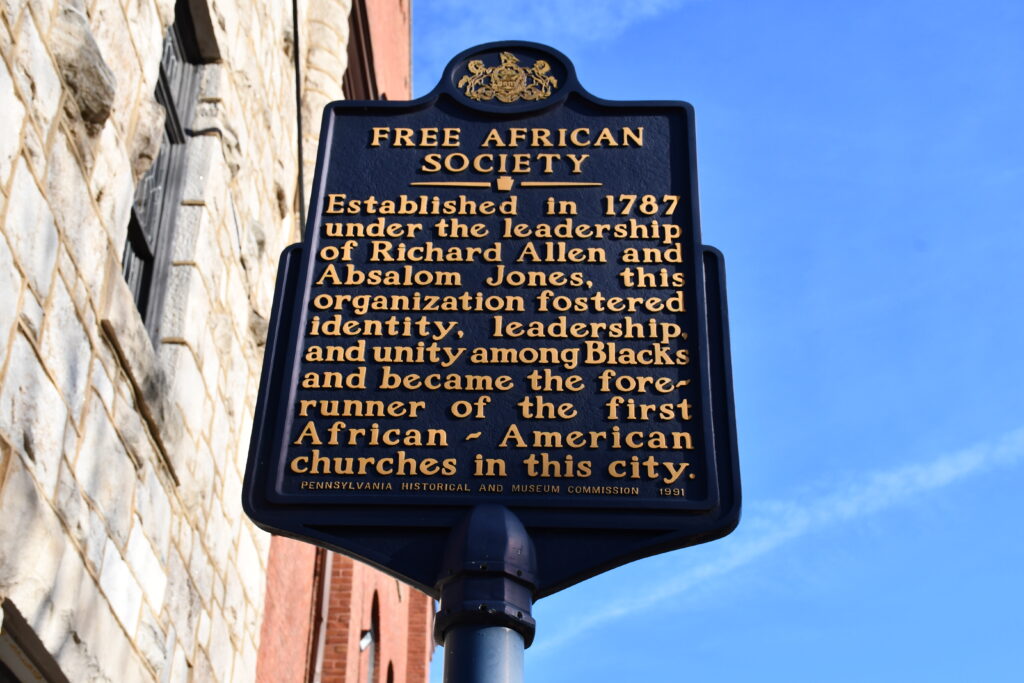 FREE AFRICAN
SOCIETY
Established in 1787
under the leadership
of Richard Allen and
Absalom Jones, this
organization fostered
identity, leadership,
and unity among Blacks
and became the fore-
runner of the first
African - American
churches in this city.
PENNSYLVANIA HISTORICAL AND MUSEUM COMMISSION 1991